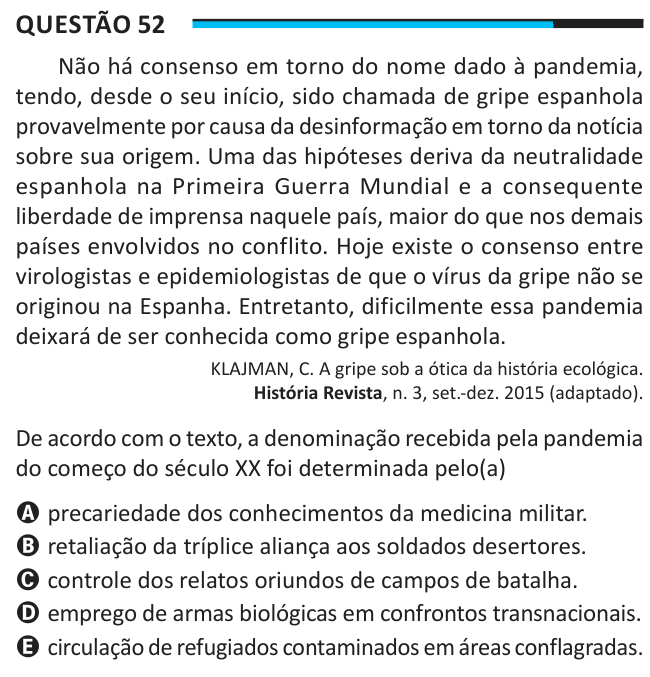 QUESTÃO 52
Não há consenso em torno do nome dado à pandemia,
tendo, desde o seu início, sido chamada de gripe espanhola
provavelmente por causa da desinformação em torno da notícia
sobre sua origem. Uma das hipóteses deriva da neutralidade
espanhola na Primeira Guerra Mundial e a consequente
liberdade de imprensa naquele país, maior do que nos demais
países envolvidos no conflito. Hoje existe o consenso entre
virologistas e epidemiologistas de que o vírus da gripe não se
originou na Espanha. Entretanto, dificilmente essa pandemia
deixará de ser conhecida como gripe espanhola.
KLAJMAN, C. A gripe sob a ótica da história ecológica.
História Revista, n. 3, set.-dez. 2015 (adaptado).
De acordo com o texto, a denominação recebida pela pandemia
do começo do século XX foi determinada pelo(a)
A precariedade dos conhecimentos da medicina militar.
B retaliação da tríplice aliança aos soldados desertores.
C controle dos relatos oriundos de campos de batalha.
D emprego de armas biológicas em confrontos transnacionais.
E circulação de refugiados contaminados em áreas conflagradas.